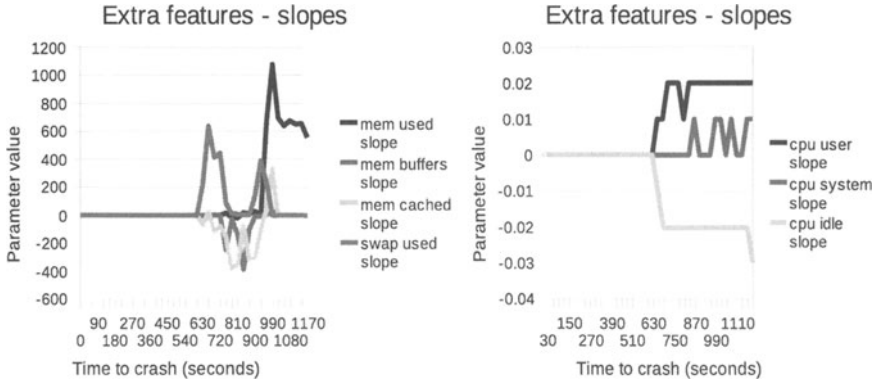 Extra features - slopes
1200
1000
800
600
400
200
0
-200
-400
-600
Parameter value
90 270 450 630 810 990 1170
0 180 360 540 720 900 1080
Time to crash (seconds)
mem used
slope
mem buffers
slope
mem cached
slope
swap used
slope
Extra features - slopes
0.03
0.02
0.01
0
-0.01
-0.02
-0.03
-0.04
Parameter value
150 390 630 870 1110
30 270 510 750 990
Time to crash (seconds)
cpu user
slope
cpu system
slope
cpu idle
slope